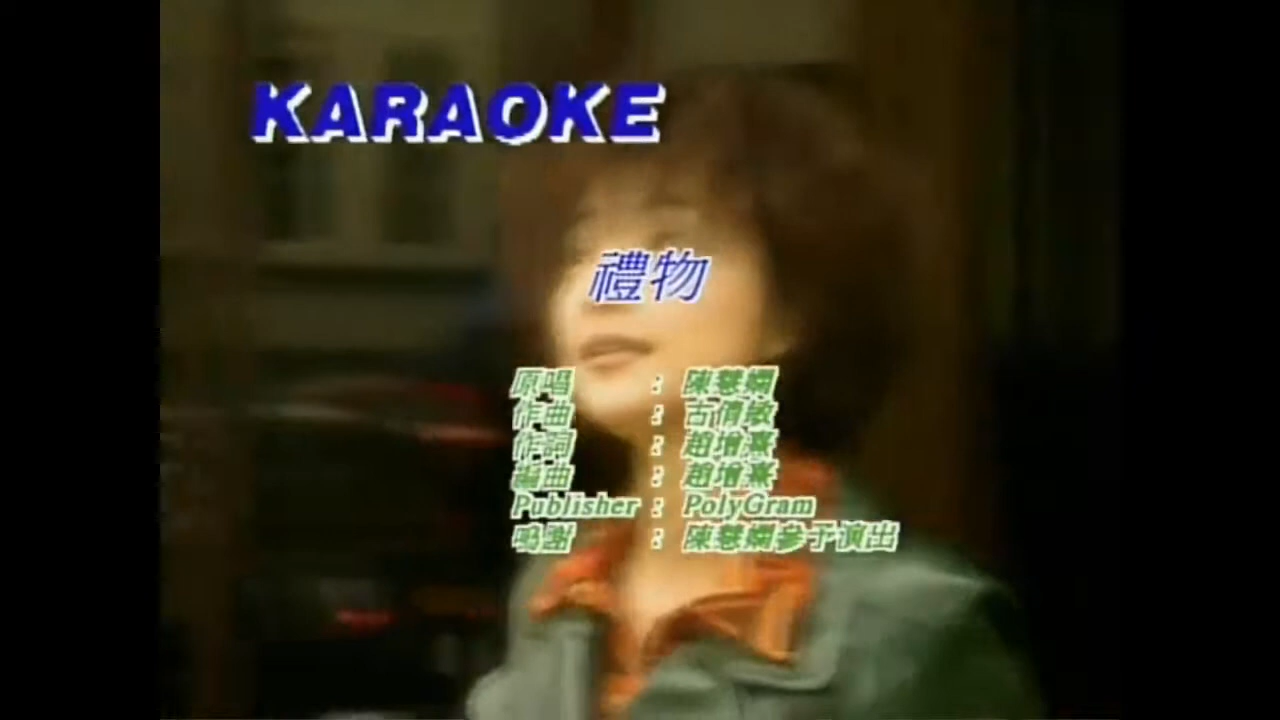 KARAOKE
禮物
原唱 : 陳慧嫻
作曲 : 古倩敏
作詞 : 趙增熹
編曲 : 趙增熹
Publisher : PolyGram
鳴謝 : 陳慧嫻參予演出